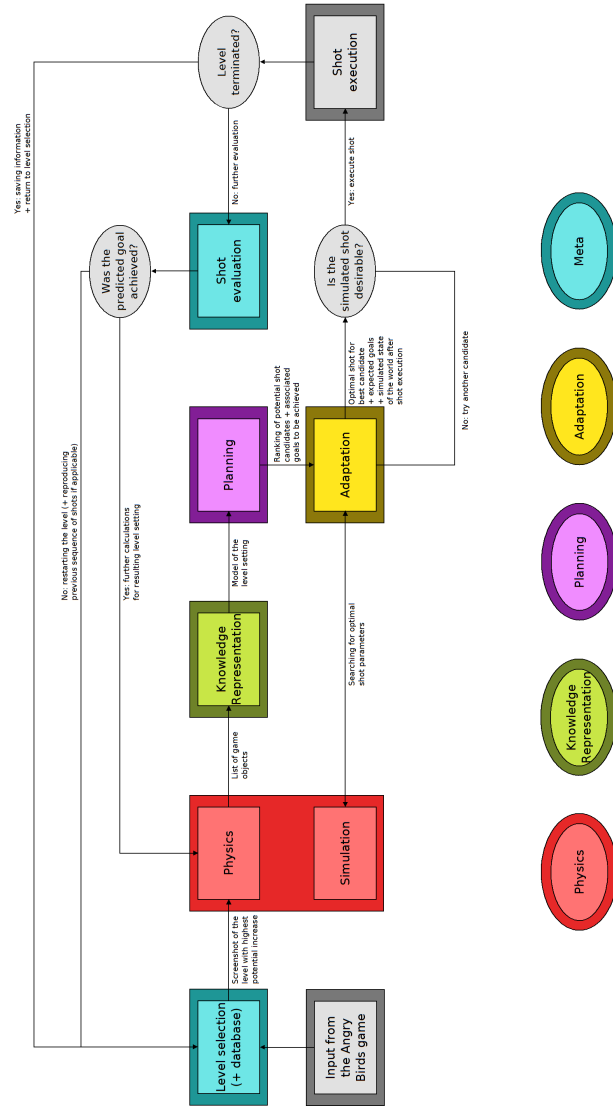 Yes: saving information
+ return to level selection
No: restarting the level (+ reproducing
previous sequence of shots if applicable)
Yes: further calculations
for resulting level setting
Was the
predicted goal
achieved?
Level
terminated?
No: further evaluation
Level selection
(+ database)
Screenshot of the
level with highest
potential increase
Physics
List of game
objects
Knowledge
Representation
Model of the
level setting
Planning
Shot
evaluation
Ranking of potential shot
candidates + associated
goals to be achieved
Input from
the Angry
Birds game
Simulation
Searching for optimal
shot parameters
Adaptation
Optimal shot for
best candidate
+ expected goals
+ simulated state
of the world after
shot execution
Is the
simulated shot
desirable?
Yes: execute shot
Shot
execution
No: try another candidate
Physics
Knowledge
Representation
Planning
Adaptation
Meta